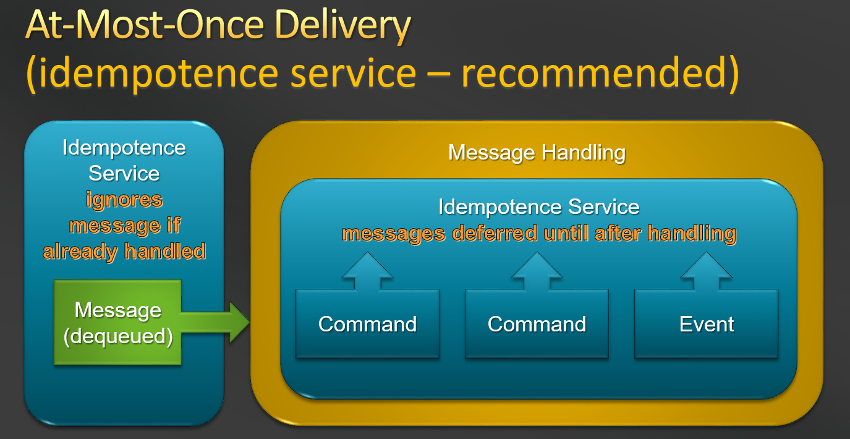 At-Most-Once Delivery
(idempotence service – recommended)
Idempotence
Service
ignores
message if
already handled
Message
(dequeued)
Message Handling
Idempotence Service
messages deferred until after handling
Command
Command
Event